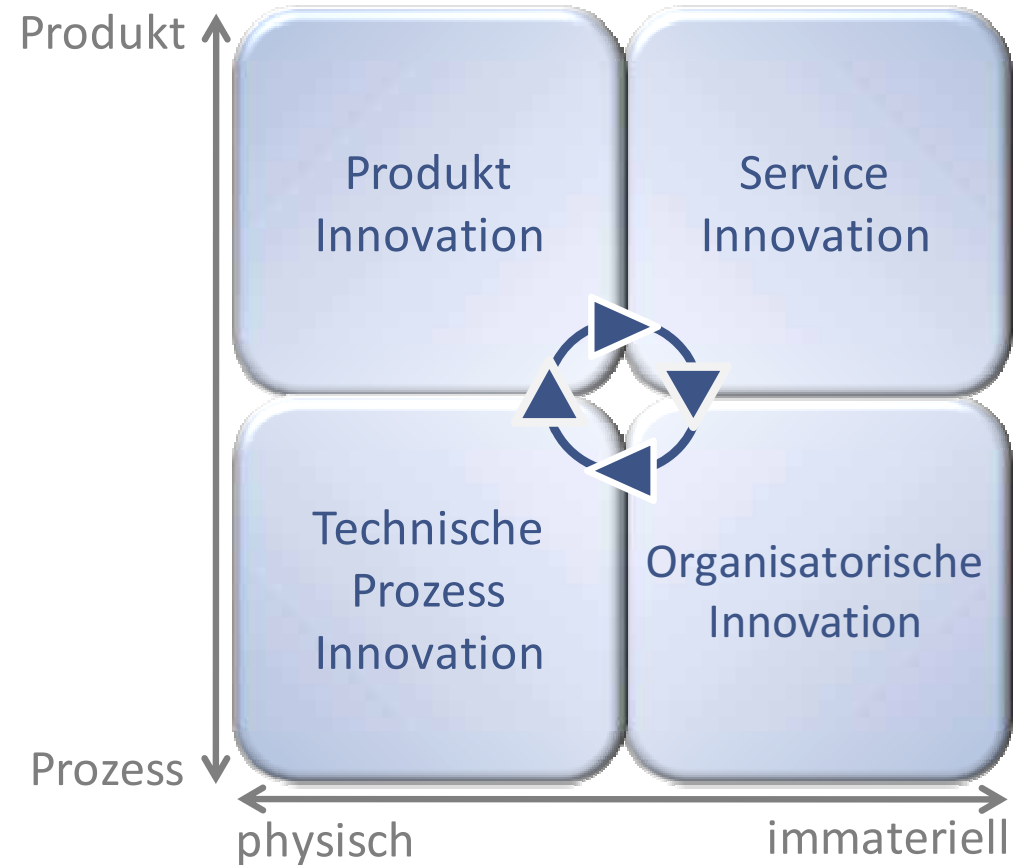 Produkt
Produkt
Innovation
Service
Innovation
Technische
Prozess
Innovation
Organisatorische
Innovation
Prozess
physisch
immateriell